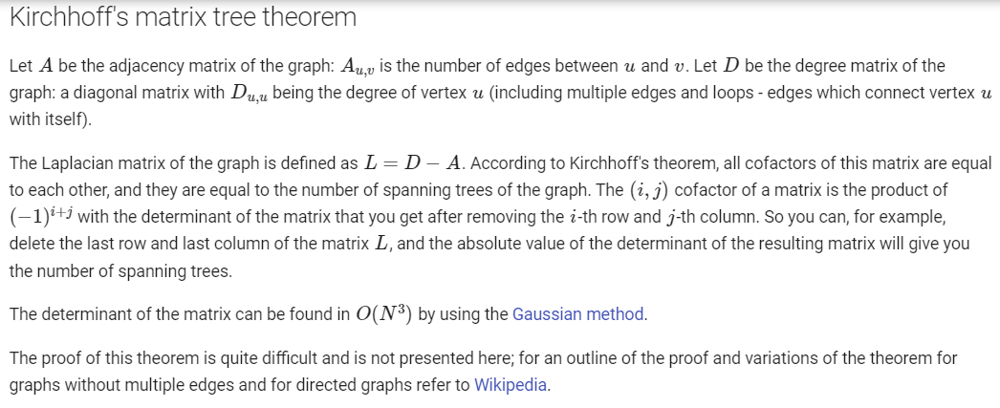 Kirchhoff's matrix tree theorem
Let A be the adjacency matrix of the graph: A_{u,v} is the number of edges between u and v. Let D be the degree matrix of the
graph: a diagonal matrix with D_{u,u} being the degree of vertex u (including multiple edges and loops - edges which connect vertex u
with itself).
The Laplacian matrix of the graph is defined as L = D − A. According to Kirchhoff's theorem, all cofactors of this matrix are equal
to each other, and they are equal to the number of spanning trees of the graph. The (i, j) cofactor of a matrix is the product of
(−1)^{i+j} with the determinant of the matrix that you get after removing the i-th row and j-th column. So you can, for example,
delete the last row and last column of the matrix L, and the absolute value of the determinant of the resulting matrix will give you
the number of spanning trees.
The determinant of the matrix can be found in O(N³) by using the Gaussian method.
The proof of this theorem is quite difficult and is not presented here; for an outline of the proof and variations of the theorem for
graphs without multiple edges and for directed graphs refer to Wikipedia.